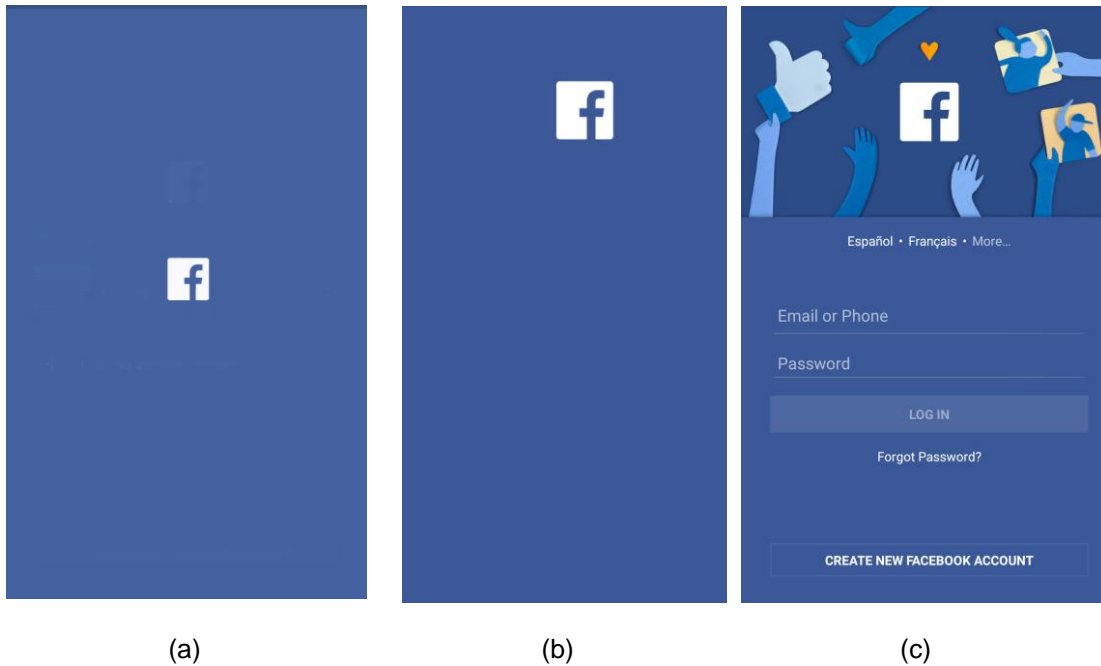 Español • Français • More...
Email or Phone
Password
LOG IN
Forgot Password?
CREATE NEW FACEBOOK ACCOUNT
(a) (b) (c)